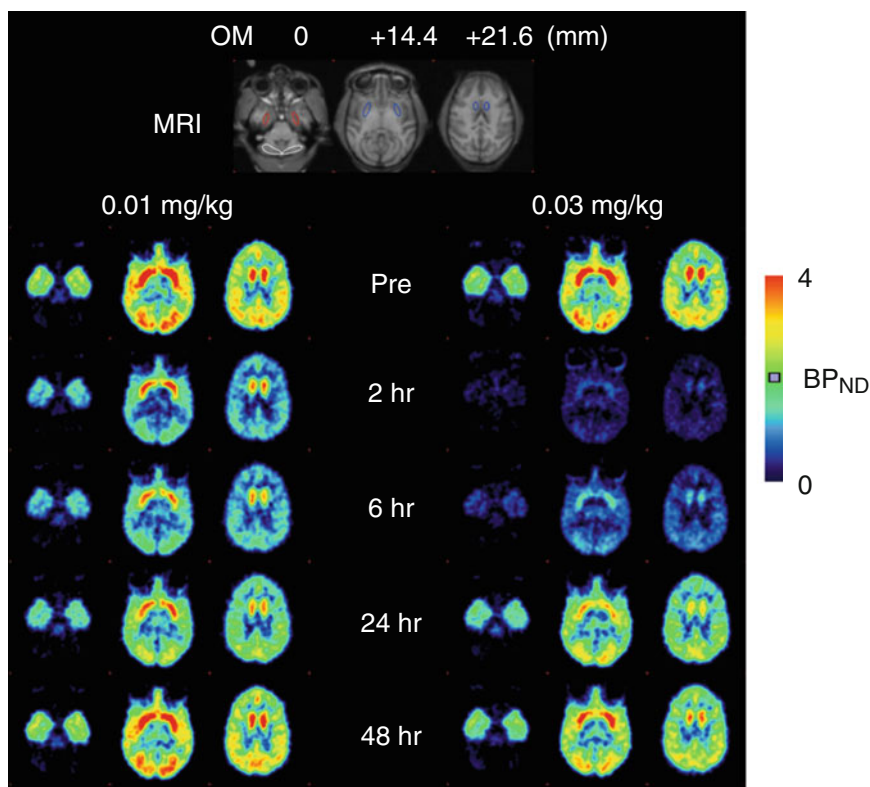 OM 0 +14.4 +21.6 (mm)
MRI
0.01 mg/kg 0.03 mg/kg
Pre
4
2 hr
BPND
0
6 hr
24 hr
48 hr